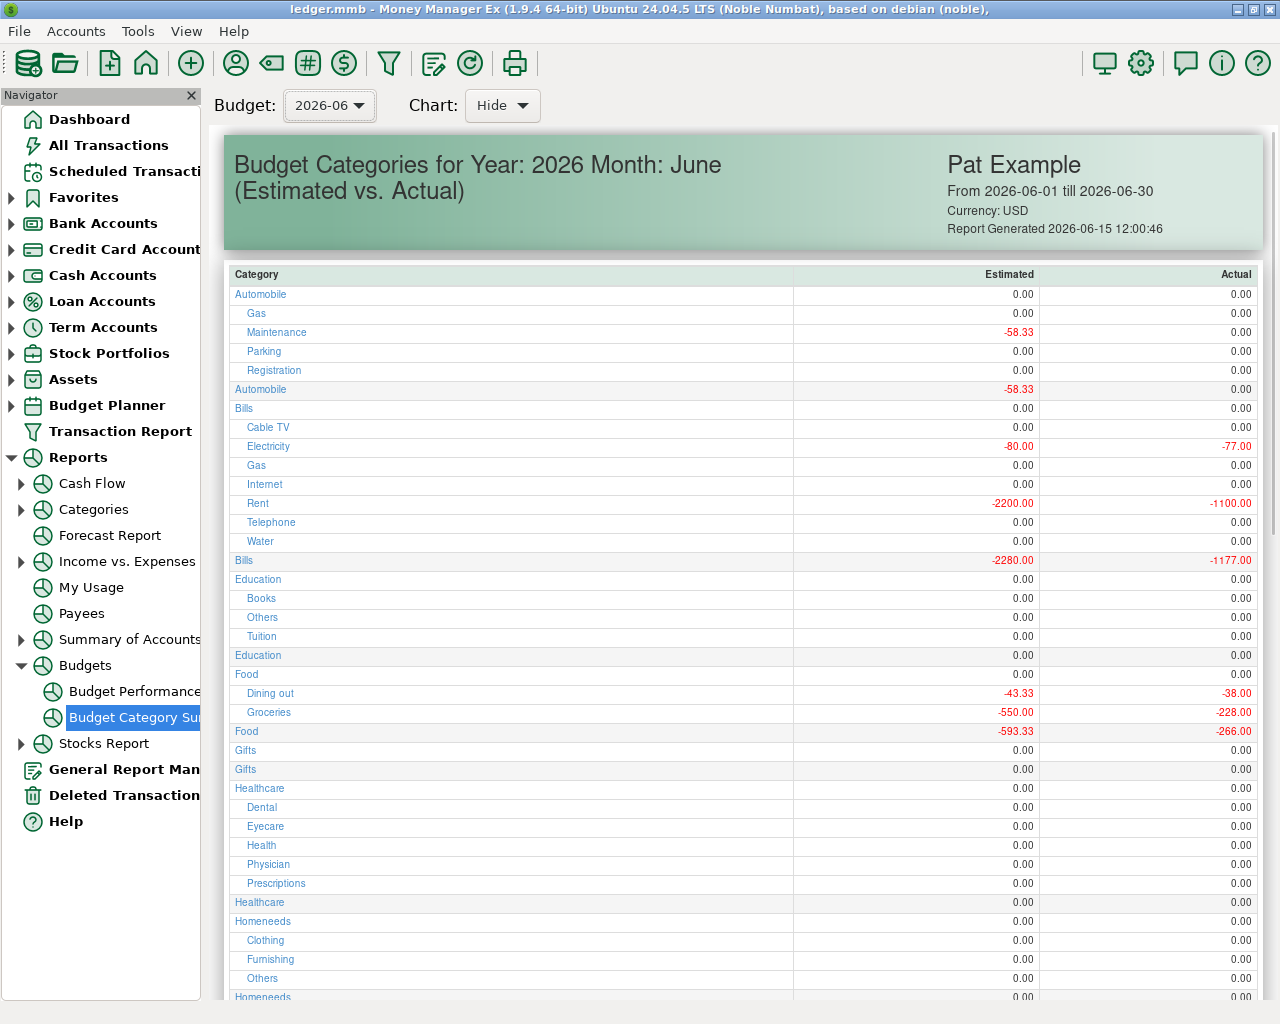 ledger.mmb - Money Manager Ex (1.9.4 64-bit) Ubuntu 24.04.5 LTS (Noble Numbat), based on debian (noble),
File Accounts Tools View Help
Navigator
Budget: 2026-06 Chart: Hide
Dashboard
All Transactions
Scheduled Transacti
Favorites
Bank Accounts
Credit Card Account
Cash Accounts
Loan Accounts
Term Accounts
Stock Portfolios
Assets
Budget Planner
Transaction Report
Reports
Cash Flow
Categories
Forecast Report
Income vs. Expenses
My Usage
Payees
Summary of Accounts
Budgets
Budget Performance
Budget Category Su
Stocks Report
General Report Man
Deleted Transaction
Help
Budget Categories for Year: 2026 Month: June
(Estimated vs. Actual)
Pat Example
From 2026-06-01 till 2026-06-30
Currency: USD
Report Generated 2026-06-15 12:00:46
Category Estimated Actual
Automobile 0.00 0.00
Gas 0.00 0.00
Maintenance -58.33 0.00
Parking 0.00 0.00
Registration 0.00 0.00
Automobile -58.33 0.00
Bills 0.00 0.00
Cable TV 0.00 0.00
Electricity -80.00 -77.00
Gas 0.00 0.00
Internet 0.00 0.00
Rent -2200.00 -1100.00
Telephone 0.00 0.00
Water 0.00 0.00
Bills -2280.00 -1177.00
Education 0.00 0.00
Books 0.00 0.00
Others 0.00 0.00
Tuition 0.00 0.00
Education 0.00 0.00
Food 0.00 0.00
Dining out -43.33 -38.00
Groceries -550.00 -228.00
Food -593.33 -266.00
Gifts 0.00 0.00
Gifts 0.00 0.00
Healthcare 0.00 0.00
Dental 0.00 0.00
Eyecare 0.00 0.00
Health 0.00 0.00
Physician 0.00 0.00
Prescriptions 0.00 0.00
Healthcare 0.00 0.00
Homeneeds 0.00 0.00
Clothing 0.00 0.00
Furnishing 0.00 0.00
Others 0.00 0.00
Homeneeds 0.00 0.00